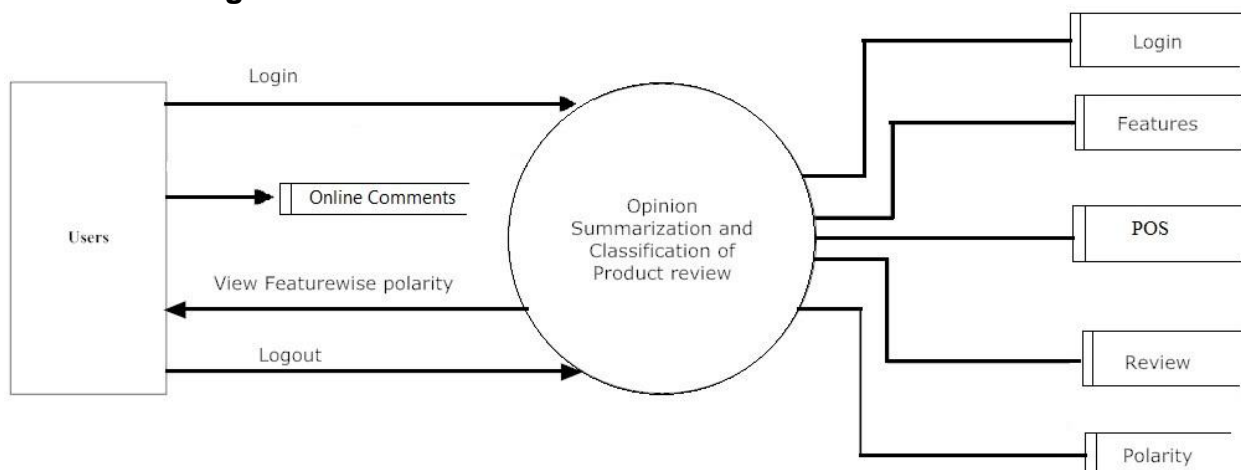 Login
Features
POS
Review
Polarity
Login
Online Comments
Users
View Featurewise polarity
Logout
Opinion
Summarization and
Classification of
Product review